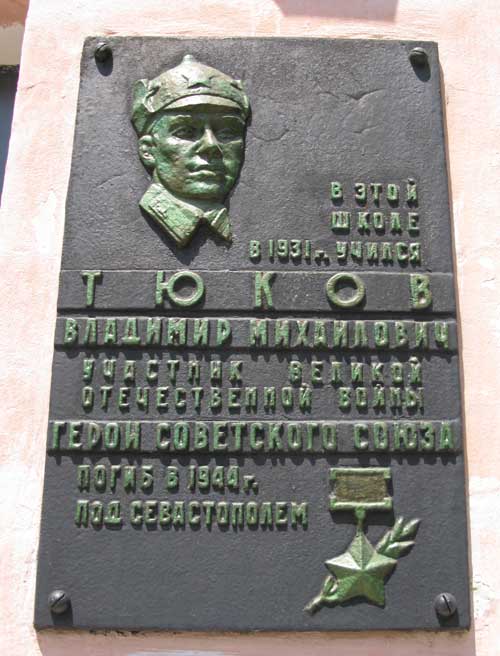 В ЭТОЙ
ШКОЛЕ
В 1931 г. УЧИЛСЯ
ТЮКОВ
ВЛАДИМИР МИХАЙЛОВИЧ
УЧАСТНИК ВЕЛИКОЙ
ОТЕЧЕСТВЕННОЙ ВОЙНЫ
ГЕРОЙ СОВЕТСКОГО СОЮЗА
ПОГИБ В 1944 г.
ПОД СЕВАСТОПОЛЕМ